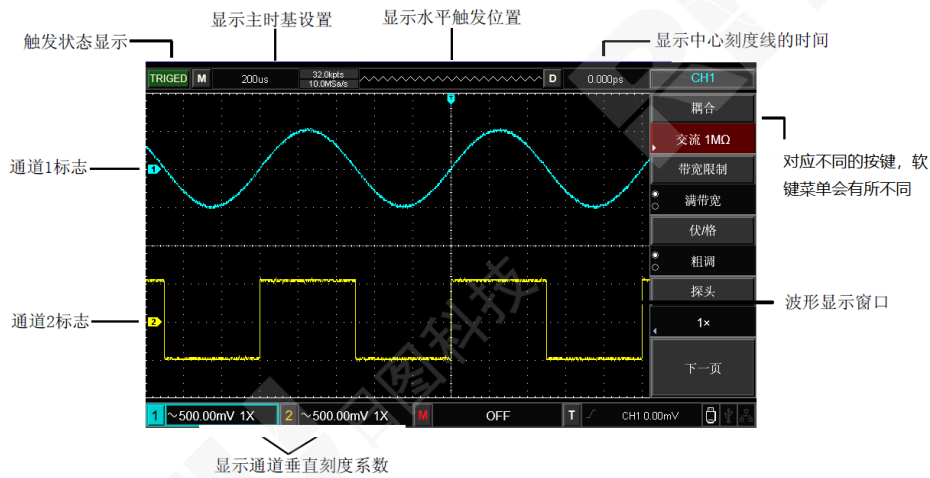 显示主时基设置
显示水平触发位置
触发状态显示
显示中心刻度线的时间
TRIGED M 200us 32.0kpts D 0.000ps CH1
10.0MSa/s
T
耦合
交流 1MΩ
带宽限制
满带宽
伏/格
粗调
探头
1×
下一页
对应不同的按键，软
键菜单会有所不同
通道1标志
1
波形显示窗口
通道2标志
2
1 ~500.00mV 1X 2 ~500.00mV 1X M OFF T CH1 0.00mV
显示通道垂直刻度系数